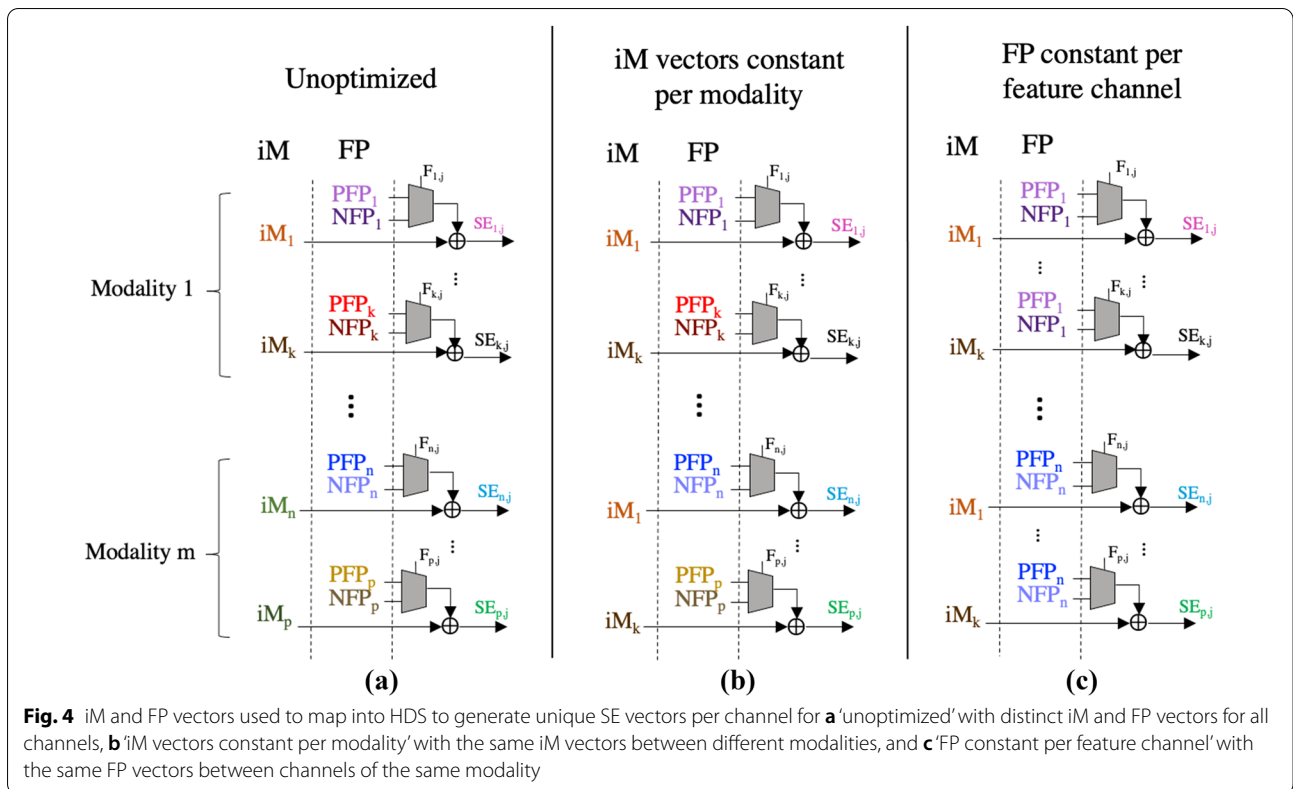 Unoptimized
iM FP
F1,j
PFP1
NFP1
SE1,j
iM1
...
Modality 1
Fk,j
PFPk
NFPk
SEk,j
iMk
⋮
Fn,j
PFPn
NFPn
SEn,j
iMn
...
Modality m
Fp,j
PFPp
NFPp
SEp,j
iMp
(a)
iM vectors constant
per modality
iM FP
F1,j
PFP1
NFP1
SE1,j
iM1
...
Fk,j
PFPk
NFPk
SEk,j
iMk
⋮
Fn,j
PFPn
NFPn
SEn,j
iM1
...
Fp,j
PFPp
NFPp
SEp,j
iMk
(b)
FP constant per
feature channel
iM FP
F1,j
PFP1
NFP1
SE1,j
iM1
... ...
Fk,j
PFP1
NFP1
SEk,j
iMk
⋮
Fn,j
PFPn
NFPn
SEn,j
iM1
... ...
Fp,j
PFPn
NFPn
SEp,j
iMk
(c)
Fig. 4 iM and FP vectors used to map into HDS to generate unique SE vectors per channel for a ‘unoptimized’ with distinct iM and FP vectors for all
channels, b ‘iM vectors constant per modality’ with the same iM vectors between different modalities, and c ‘FP constant per feature channel’ with
the same FP vectors between channels of the same modality